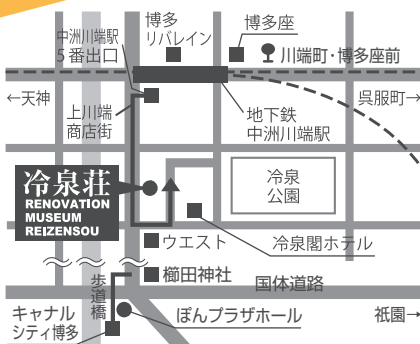 博多
リバレイン
博多座
中洲川端駅
5番出口
川端町・博多座前
←天神
呉服町→
上川端
商店街
地下鉄
中洲川端駅
冷泉荘
RENOVATION
MUSEUM
REIZENSOU
冷泉
公園
ウエスト
冷泉閣ホテル
櫛田神社
国体道路
歩道橋
キャナル
シティ博多
ぽんプラザホール
祇園→